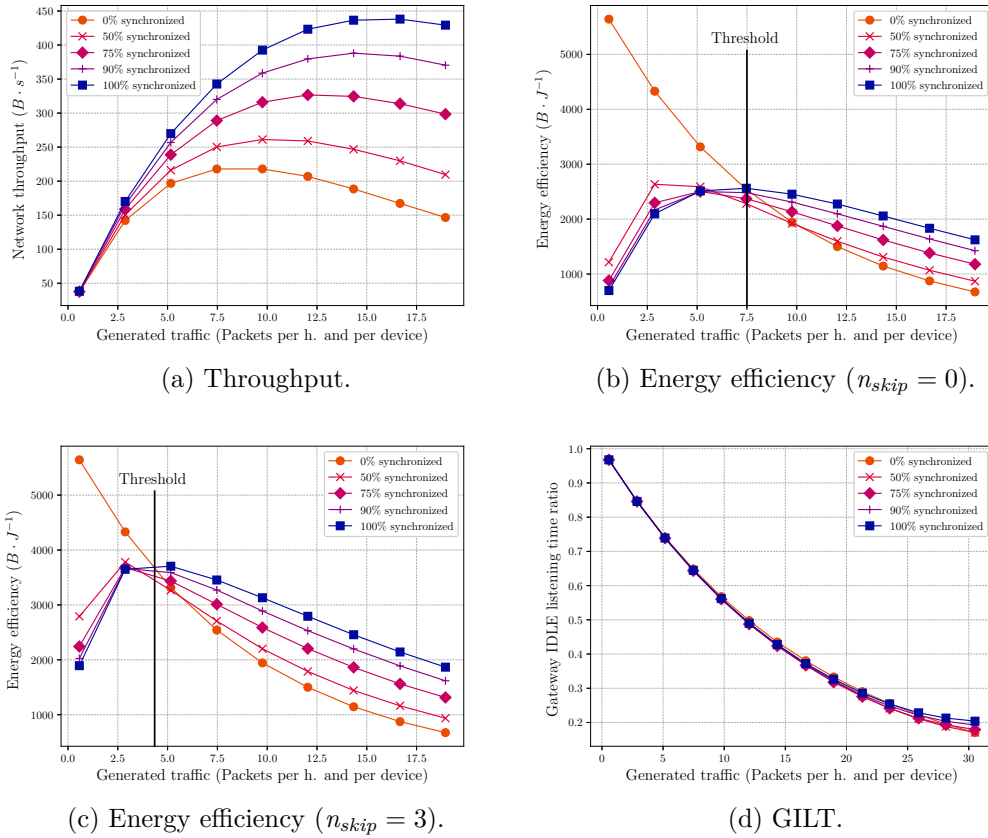 450
400
350
300
250
200
150
100
50
Network throughput (B · s⁻¹)
0% synchronized
50% synchronized
75% synchronized
90% synchronized
100% synchronized
0.0 2.5 5.0 7.5 10.0 12.5 15.0 17.5
Generated traffic (Packets per h. and per device)
(a) Throughput.
5000
4000
3000
2000
1000
Energy efficiency (B · J⁻¹)
Threshold
0% synchronized
50% synchronized
75% synchronized
90% synchronized
100% synchronized
0.0 2.5 5.0 7.5 10.0 12.5 15.0 17.5
Generated traffic (Packets per h. and per device)
(b) Energy efficiency (n_skip = 0).
5000
4000
3000
2000
1000
Energy efficiency (B · J⁻¹)
Threshold
0% synchronized
50% synchronized
75% synchronized
90% synchronized
100% synchronized
0.0 2.5 5.0 7.5 10.0 12.5 15.0 17.5
Generated traffic (Packets per h. and per device)
(c) Energy efficiency (n_skip = 3).
1.0
0.9
0.8
0.7
0.6
0.5
0.4
0.3
0.2
Gateway IDLE listening time ratio
0% synchronized
50% synchronized
75% synchronized
90% synchronized
100% synchronized
0 5 10 15 20 25 30
Generated traffic (Packets per h. and per device)
(d) GILT.